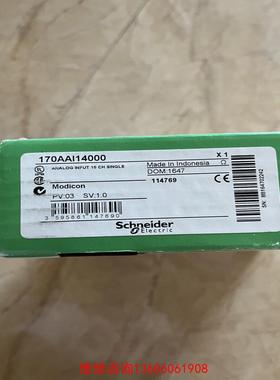 170AAI14000
X 1
ANALOG INPUT 16 CH SINGLE
Made in Indonesia
DOM:1647
Modicon
114769
PV:03 SV:1.0
3 595861 147690
Schneider
Electric
13666061908